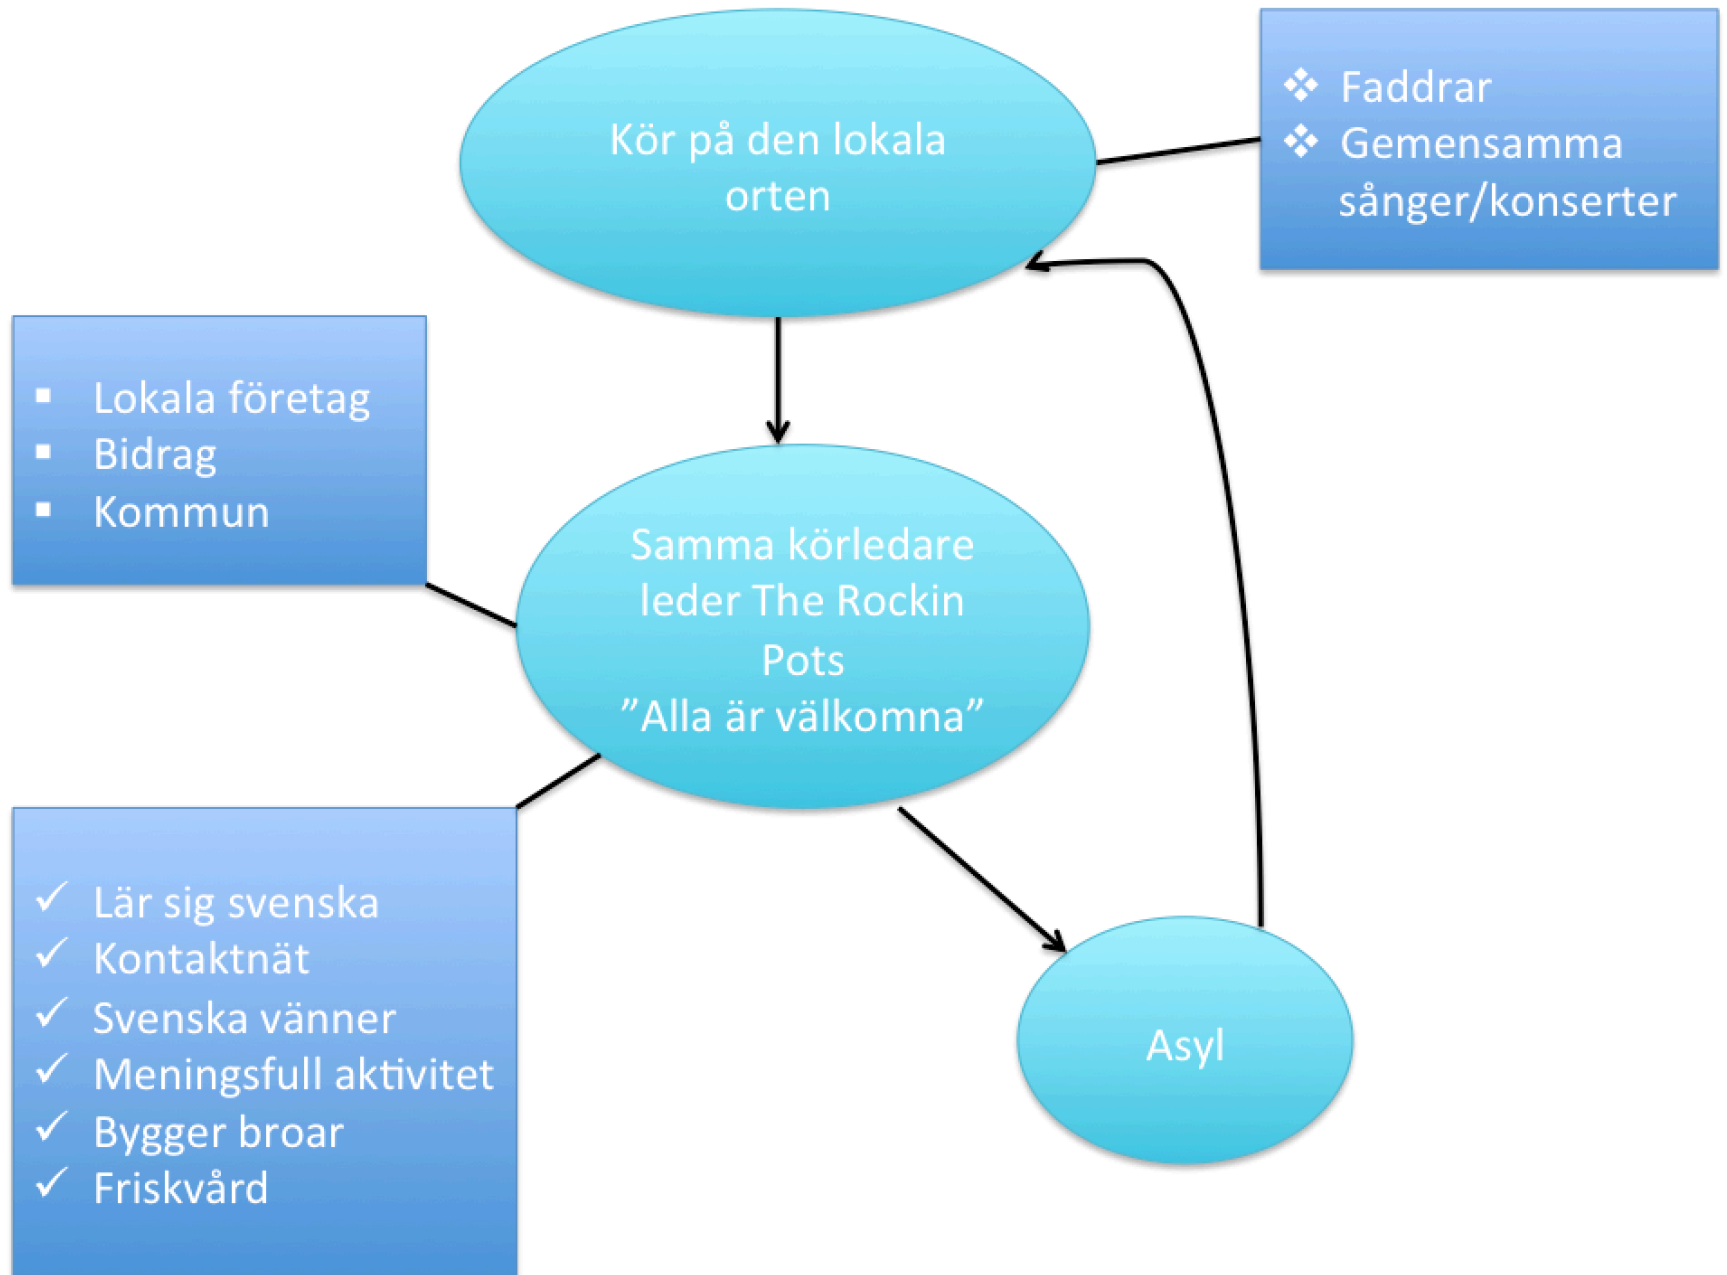 Kör på den lokala
orten
❖ Faddrar
❖ Gemensamma
sånger/konserter
▪ Lokala företag
▪ Bidrag
▪ Kommun
Samma körledare
leder The Rockin
Pots
”Alla är välkomna”
✓ Lär sig svenska
✓ Kontaktnät
✓ Svenska vänner
✓ Meningsfull aktivitet
✓ Bygger broar
✓ Friskvård
Asyl